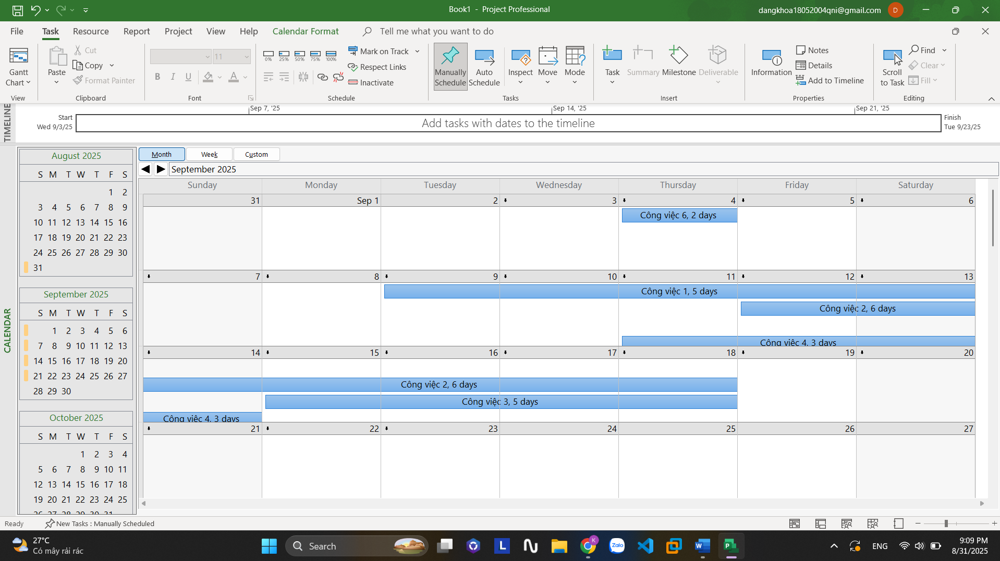 Book1 - Project Professional
dangkhoa18052004qni@gmail.com
D
File Task Resource Report Project View Help Calendar Format Tell me what you want to do
Gantt Chart
View
Paste
Cut
Copy
Format Painter
Clipboard
11
B I U A
Font
0% 25% 50% 75% 100%
Mark on Track
Respect Links
Inactivate
Schedule
Manually Schedule
Auto Schedule
Inspect
Move
Mode
Tasks
Task
Summary
Milestone
Deliverable
Insert
Information
Notes
Details
Add to Timeline
Properties
Scroll to Task
Find
Clear
Fill
Editing
TIMELINE
Sep 7, '25 Sep 14, '25 Sep 21, '25
Start
Wed 9/3/25
Add tasks with dates to the timeline
Finish
Tue 9/23/25
CALENDAR
August 2025
S M T W T F S
1 2
3 4 5 6 7 8 9
10 11 12 13 14 15 16
17 18 19 20 21 22 23
24 25 26 27 28 29 30
31
September 2025
S M T W T F S
1 2 3 4 5 6
7 8 9 10 11 12 13
14 15 16 17 18 19 20
21 22 23 24 25 26 27
28 29 30
October 2025
S M T W T F S
1 2 3 4
5 6 7 8 9 10 11
12 13 14 15 16 17 18
19 20 21 22 23 24 25
26 27 28 29 30 31
Month Week Custom
September 2025
Sunday Monday Tuesday Wednesday Thursday Friday Saturday
31 Sep 1 2 3 4 5 6
Công việc 6, 2 days
7 8 9 10 11 12 13
Công việc 1, 5 days
Công việc 2, 6 days
Công việc 4, 3 days
14 15 16 17 18 19 20
Công việc 2, 6 days
Công việc 3, 5 days
Công việc 4, 3 days
21 22 23 24 25 26 27
Ready New Tasks : Manually Scheduled
27°C
Có mây rải rác
Search
L
K
Zalo
W
P
ENG
9:09 PM
8/31/2025